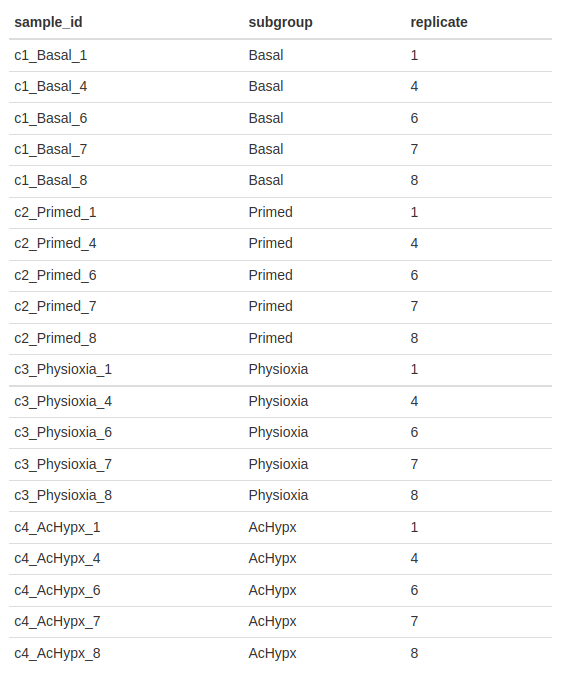 sample_id subgroup replicate
c1_Basal_1 Basal 1
c1_Basal_4 Basal 4
c1_Basal_6 Basal 6
c1_Basal_7 Basal 7
c1_Basal_8 Basal 8
c2_Primed_1 Primed 1
c2_Primed_4 Primed 4
c2_Primed_6 Primed 6
c2_Primed_7 Primed 7
c2_Primed_8 Primed 8
c3_Physioxia_1 Physioxia 1
c3_Physioxia_4 Physioxia 4
c3_Physioxia_6 Physioxia 6
c3_Physioxia_7 Physioxia 7
c3_Physioxia_8 Physioxia 8
c4_AcHypx_1 AcHypx 1
c4_AcHypx_4 AcHypx 4
c4_AcHypx_6 AcHypx 6
c4_AcHypx_7 AcHypx 7
c4_AcHypx_8 AcHypx 8